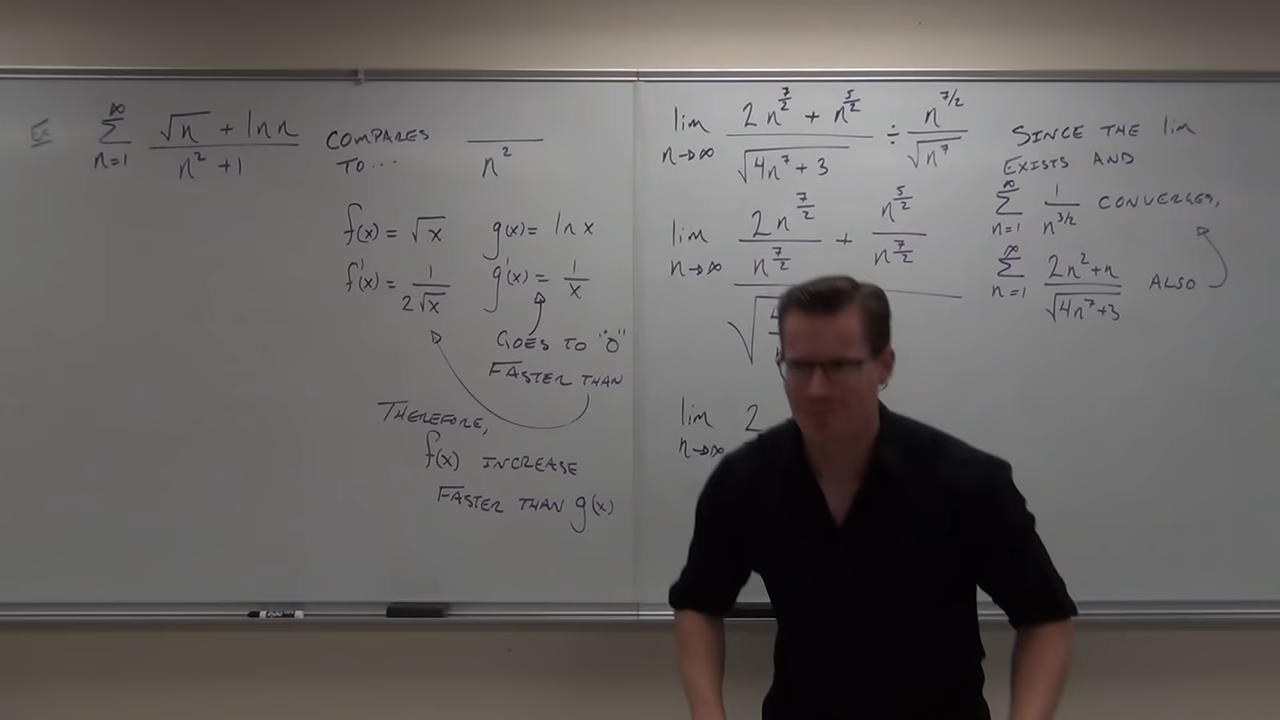 Ex ∞ ∑ n=1 √n + ln n / n² + 1 COMPARES TO... / n²
f(x) = √x g(x) = ln x
f'(x) = 1 / 2√x g'(x) = 1 / x
GOES TO "0"
FASTER THAN
THEREFORE,
f(x) INCREASE
FASTER THAN g(x)
lim n→∞ 2n^7/2 + n^5/2 / √4n⁷ + 3 ÷ n^7/2 / √n⁷
lim n→∞ 2n^7/2 / n^7/2 + n^5/2 / n^7/2
√4
lim n→∞ 2
SINCE THE lim
EXISTS AND
∞ ∑ n=1 1 / n^3/2 CONVERGES,
∞ ∑ n=1 2n² + n / √4n⁷+3 ALSO